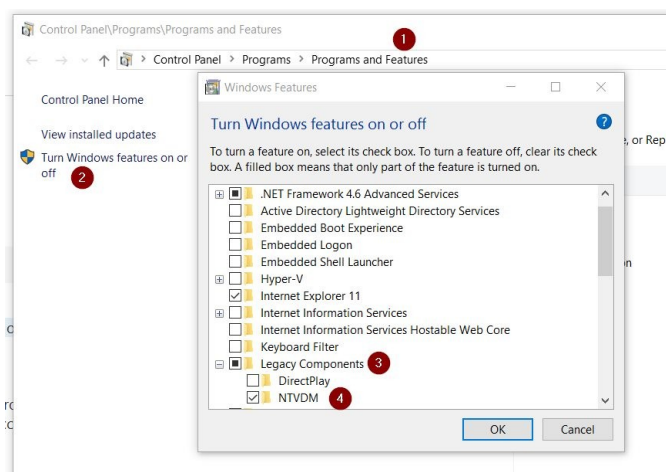 Control Panel\Programs\Programs and Features
1
Control Panel > Programs > Programs and Features
Control Panel Home
View installed updates
Turn Windows features on or
off
2
Windows Features
Turn Windows features on or off
?
To turn a feature on, select its check box. To turn a feature off, clear its check
box. A filled box means that only part of the feature is turned on.
.NET Framework 4.6 Advanced Services
Active Directory Lightweight Directory Services
Embedded Boot Experience
Embedded Logon
Embedded Shell Launcher
Hyper-V
Internet Explorer 11
Internet Information Services
Internet Information Services Hostable Web Core
Keyboard Filter
Legacy Components 3
DirectPlay
NTVDM 4
OK Cancel
, or Rep
on